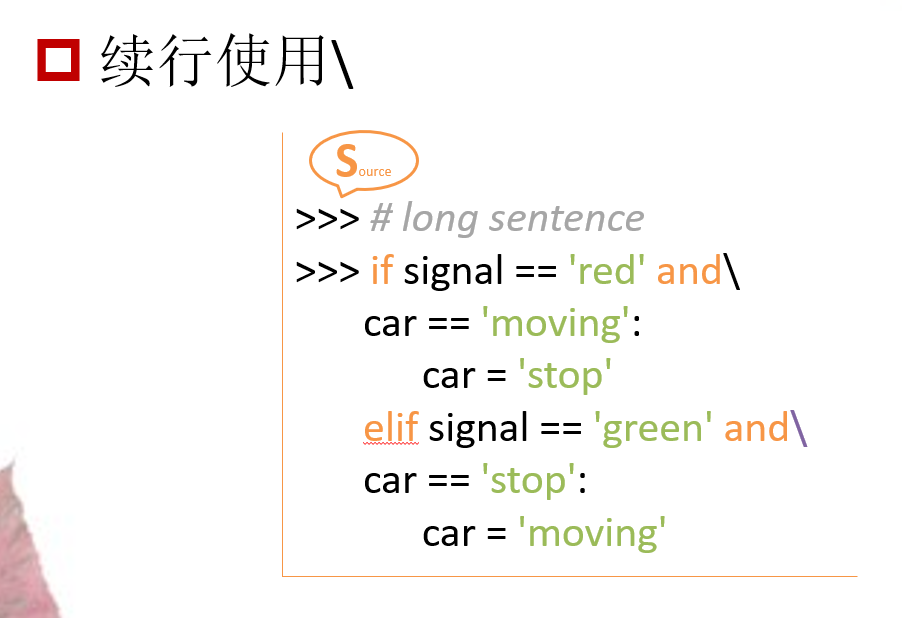 续行使用\
Source
>>> # long sentence
>>> if signal == 'red' and\
car == 'moving':
car = 'stop'
elif signal == 'green' and\
car == 'stop':
car = 'moving'